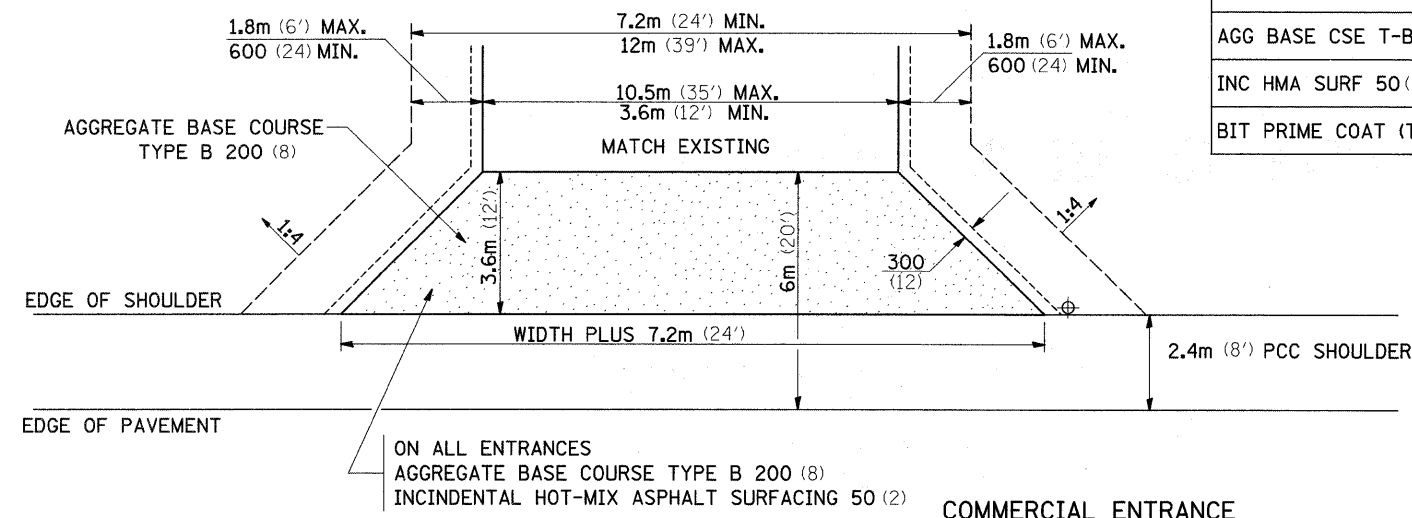 7.2m (24') MIN.
12m (39') MAX.
1.8m (6') MAX.
600 (24) MIN.
1.8m (6') MAX.
600 (24) MIN.
10.5m (35') MAX.
3.6m (12') MIN.
AGGREGATE BASE COURSE
TYPE B 200 (8)
MATCH EXISTING
1:4
1:4
3.6m (12')
6m (20')
300
(12)
EDGE OF SHOULDER
WIDTH PLUS 7.2m (24')
2.4m (8') PCC SHOULDER
EDGE OF PAVEMENT
ON ALL ENTRANCES
AGGREGATE BASE COURSE TYPE B 200 (8)
INCINDENTAL HOT-MIX ASPHALT SURFACING 50 (2)
COMMERCIAL ENTRANCE
AGG BASE CSE T-B
INC HMA SURF 50(
BIT PRIME COAT (T